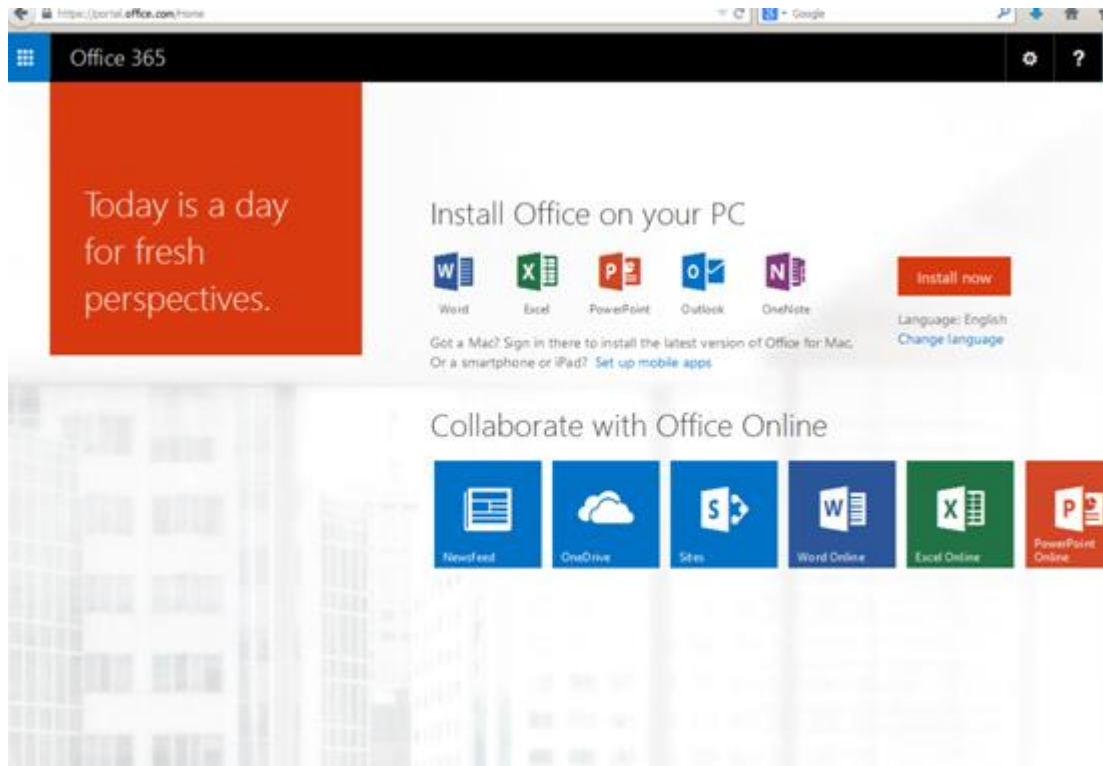 https://portal.office.com/Home
Google
Office 365
?
Today is a day
for fresh
perspectives.
Install Office on your PC
Word Excel PowerPoint Outlook OneNote
Install now
Language: English
Change language
Got a Mac? Sign in there to install the latest version of Office for Mac.
Or a smartphone or iPad? Set up mobile apps
Collaborate with Office Online
Newsfeed OneDrive Sites Word Online Excel Online PowerPoint
Online